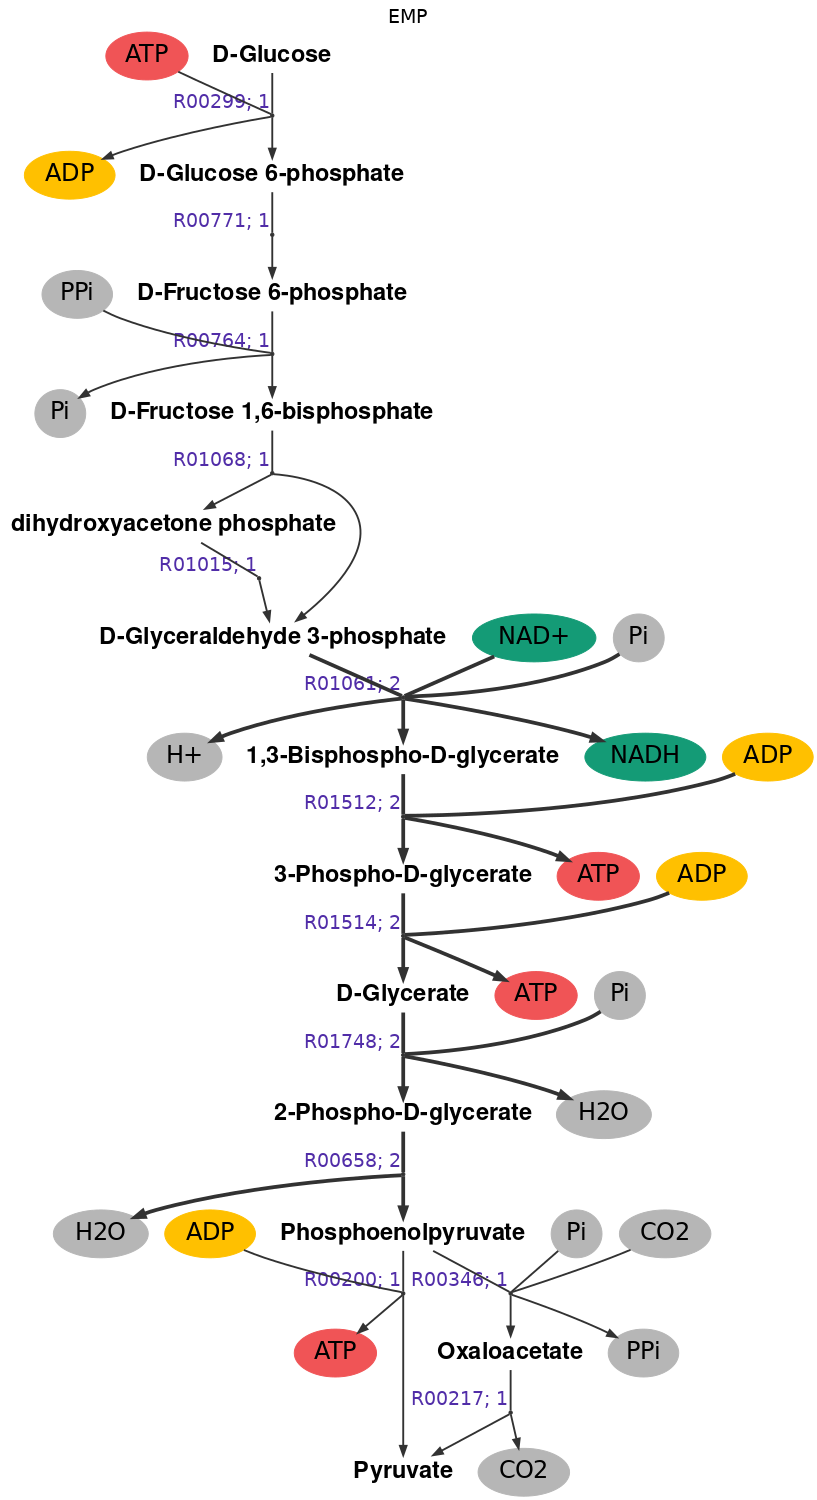 EMP
ATP
D-Glucose
R00299; 1
ADP
D-Glucose 6-phosphate
R00771; 1
PPi
D-Fructose 6-phosphate
R00764; 1
Pi
D-Fructose 1,6-bisphosphate
R01068; 1
dihydroxyacetone phosphate
R01015; 1
D-Glyceraldehyde 3-phosphate
NAD+
Pi
R01061; 2
H+
1,3-Bisphospho-D-glycerate
NADH
ADP
R01512; 2
3-Phospho-D-glycerate
ATP
ADP
R01514; 2
D-Glycerate
ATP
Pi
R01748; 2
2-Phospho-D-glycerate
H2O
R00658; 2
H2O
ADP
Phosphoenolpyruvate
Pi
CO2
R00200; 1
R00346; 1
ATP
Oxaloacetate
PPi
R00217; 1
Pyruvate
CO2